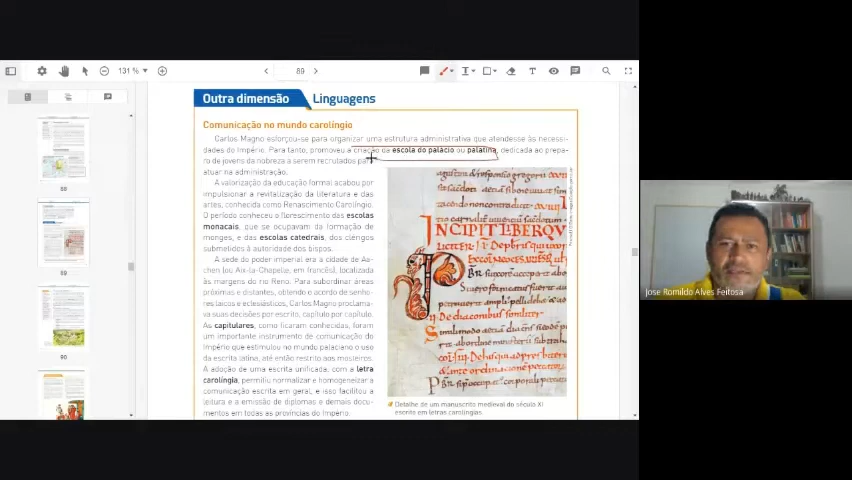 131 %
89
Outra dimensão Linguagens
Comunicação no mundo carolíngio
Carlos Magno esforçou-se para organizar uma estrutura administrativa que atendesse às necessi-
dades do Império. Para tanto, promoveu a criação da escola do palácio ou palatina, dedicada ao prepa-
ro de jovens da nobreza a serem recrutados para
atuar na administração.
A valorização da educação formal acabou por
impulsionar a revitalização da literatura e das
artes, conhecida como Renascimento Carolíngio.
O período conheceu o florescimento das escolas
monacais, que se ocupavam da formação de
monges, e das escolas catedrais, dos clérigos
submetidos à autoridade dos bispos.
A sede do poder imperial era a cidade de Aa-
chen (ou Aix-la-Chapelle, em francês), localizada
às margens do rio Reno. Para subordinar áreas
próximas e distantes, obtendo o acordo de senho-
res laicos e eclesiásticos, Carlos Magno proclama-
va suas decisões por escrito, capítulo por capítulo.
As capitulares, como ficaram conhecidas, foram
um importante instrumento de comunicação do
Império que estimulou no mundo palaciano o uso
da escrita latina, até então restrito aos mosteiros.
A adoção de uma escrita unificada, com a letra
carolíngia, permitiu normalizar e homogeneizar a
comunicação escrita em geral, e isso facilitou a
leitura e a emissão de diplomas e demais docu-
mentos em todas as províncias do Império.
INCIPIT LIBER QV
Detalhe de um manuscrito medieval do século XI
escrito em letras carolíngias.
88
89
90
Jose Romildo Alves Feitosa